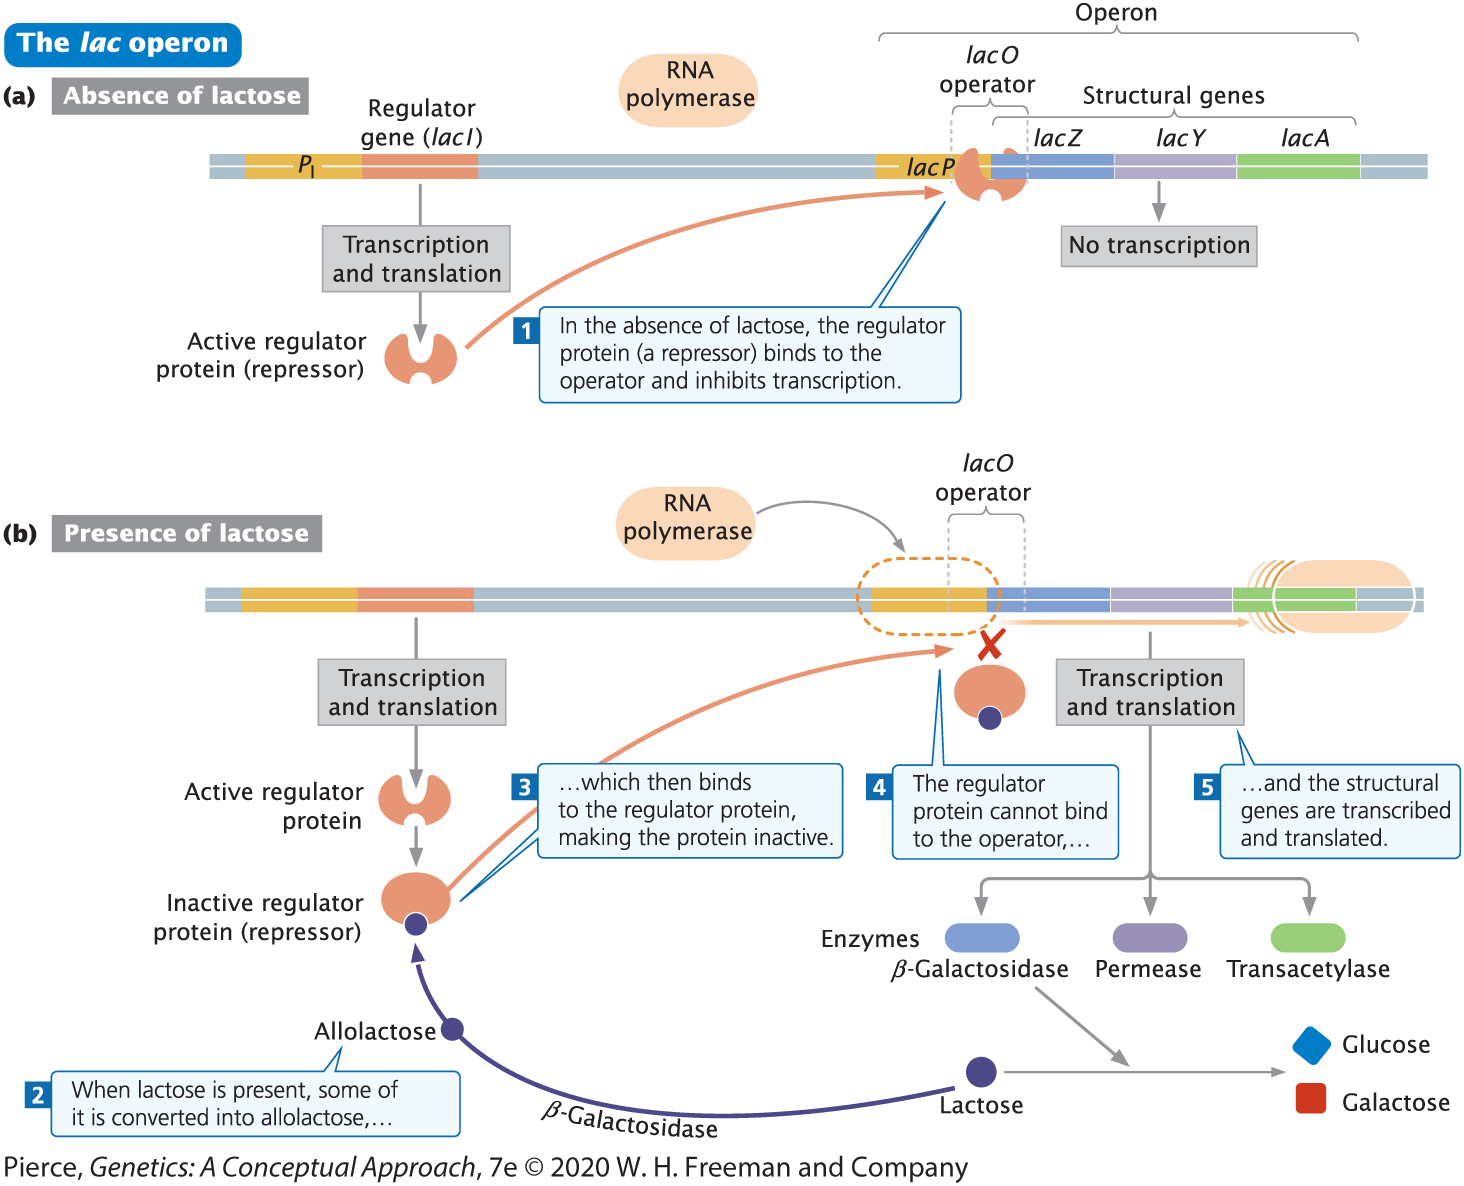 The lac operon
(a) Absence of lactose
Regulator
gene (lacI)
RNA
polymerase
Operon
lacO
operator
Structural genes
lacZ
lacY
lacA
PI
lacP
Transcription
and translation
No transcription
Active regulator
protein (repressor)
1 In the absence of lactose, the regulator
protein (a repressor) binds to the
operator and inhibits transcription.
(b) Presence of lactose
RNA
polymerase
lacO
operator
Transcription
and translation
Transcription
and translation
Active regulator
protein
3 …which then binds
to the regulator protein,
making the protein inactive.
4 The regulator
protein cannot bind
to the operator,…
5 …and the structural
genes are transcribed
and translated.
Inactive regulator
protein (repressor)
Enzymes
β-Galactosidase
Permease
Transacetylase
Allolactose
2 When lactose is present, some of
it is converted into allolactose,…
β-Galactosidase
Lactose
Glucose
Galactose
Pierce, Genetics: A Conceptual Approach, 7e © 2020 W. H. Freeman and Company